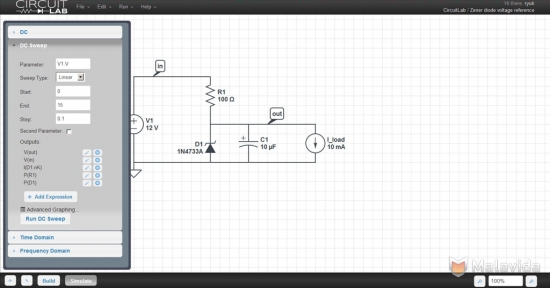 CIRCUIT LAB
File Edit Run Help
CircuitLab / Zener diode voltage reference
DC
DC Sweep
Parameter: V1.V
Sweep Type: Linear
Start: 0
End: 15
Step: 0.1
Second Parameter:
Outputs
V(out)
V(in)
I(D1.nK)
P(R1)
P(D1)
+ Add Expression
Advanced Graphing...
Run DC Sweep
Time Domain
Frequency Domain
in
R1
100 Ω
out
V1
12 V
D1
1N4733A
C1
10 µF
I_load
10 mA
Build
Simulate
100%
Malavida